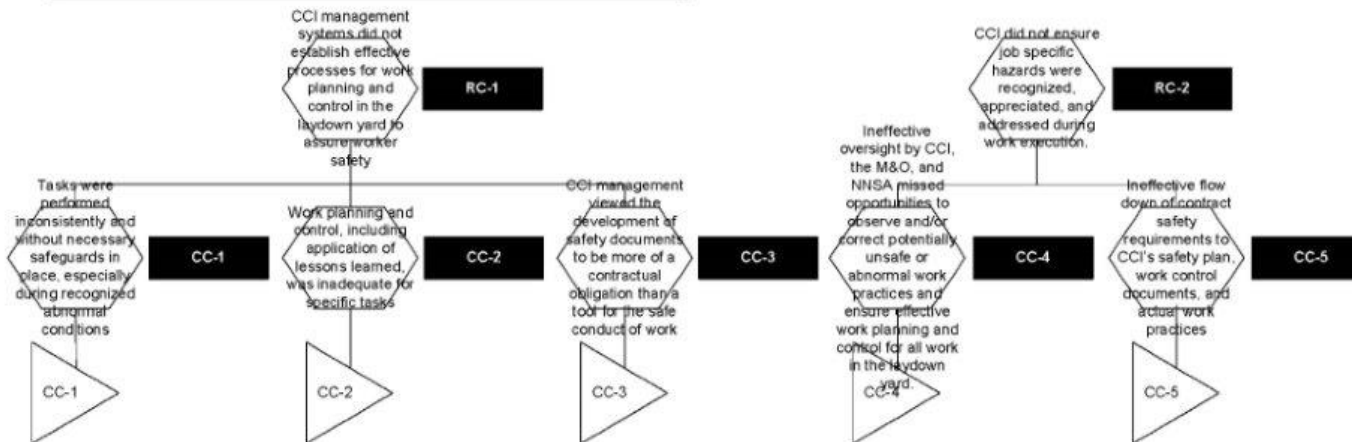 CCI management
systems did not
establish effective
processes for work
planning and
control in the
laydown yard to
assure worker
safety
RC-1
CCI did not ensure
job specific
hazards were
recognized,
appreciated, and
addressed during
work execution.
RC-2
Tasks were
performed
inconsistently and
without necessary
safeguards in
place, especially
during recognized
abnormal
conditions
CC-1
Work planning and
control, including
application of
lessons learned,
was inadequate for
specific tasks
CC-2
CCI management
viewed the
development of
safety documents
to be more of a
contractual
obligation than a
tool for the safe
conduct of work
CC-3
Ineffective
oversight by CCI,
the M&O, and
NNSA missed
opportunities to
observe and/or
correct potentially
unsafe or
abnormal work
practices and
ensure effective
work planning and
control for all work
in the laydown
yard.
CC-4
Ineffective flow
down of contract
safety
requirements to
CCI's safety plan,
work control
documents, and
actual work
practices
CC-5
CC-1
CC-2
CC-3
CC-4
CC-5